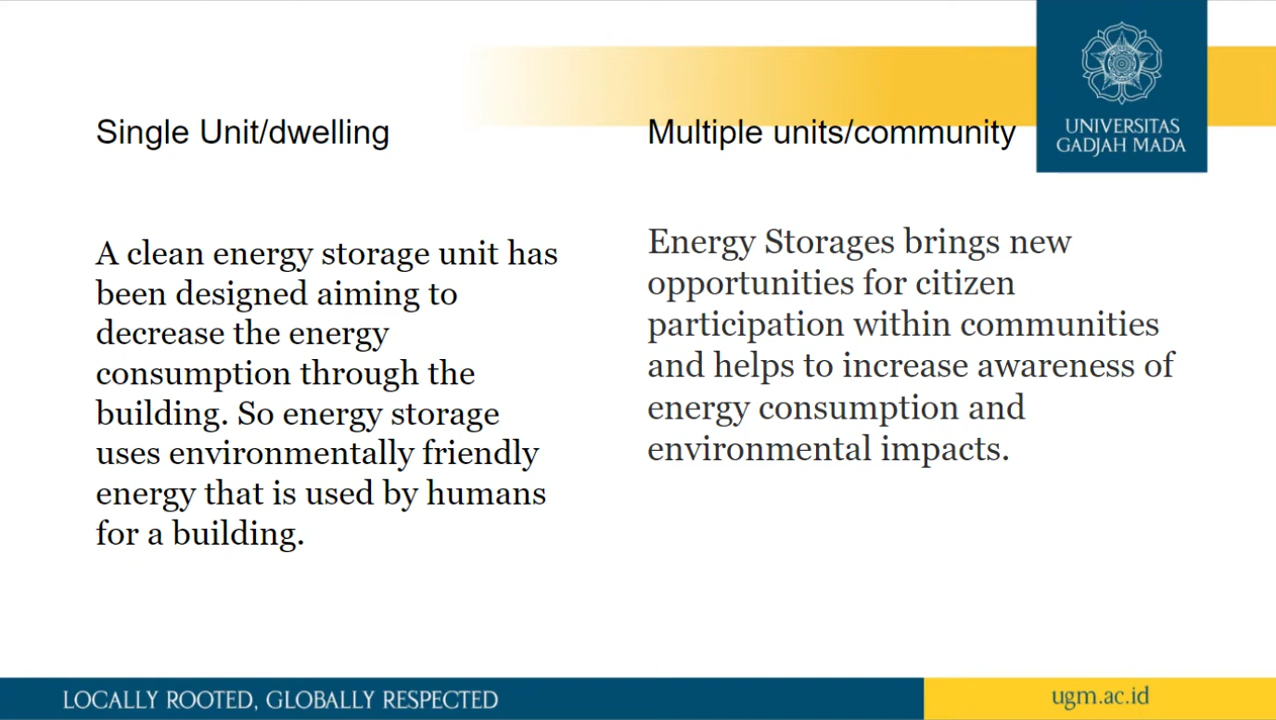 Single Unit/dwelling
A clean energy storage unit has
been designed aiming to
decrease the energy
consumption through the
building. So energy storage
uses environmentally friendly
energy that is used by humans
for a building.
Multiple units/community
Energy Storages brings new
opportunities for citizen
participation within communities
and helps to increase awareness of
energy consumption and
environmental impacts.
UNIVERSITAS
GADJAH MADA
LOCALLY ROOTED, GLOBALLY RESPECTED
ugm.ac.id